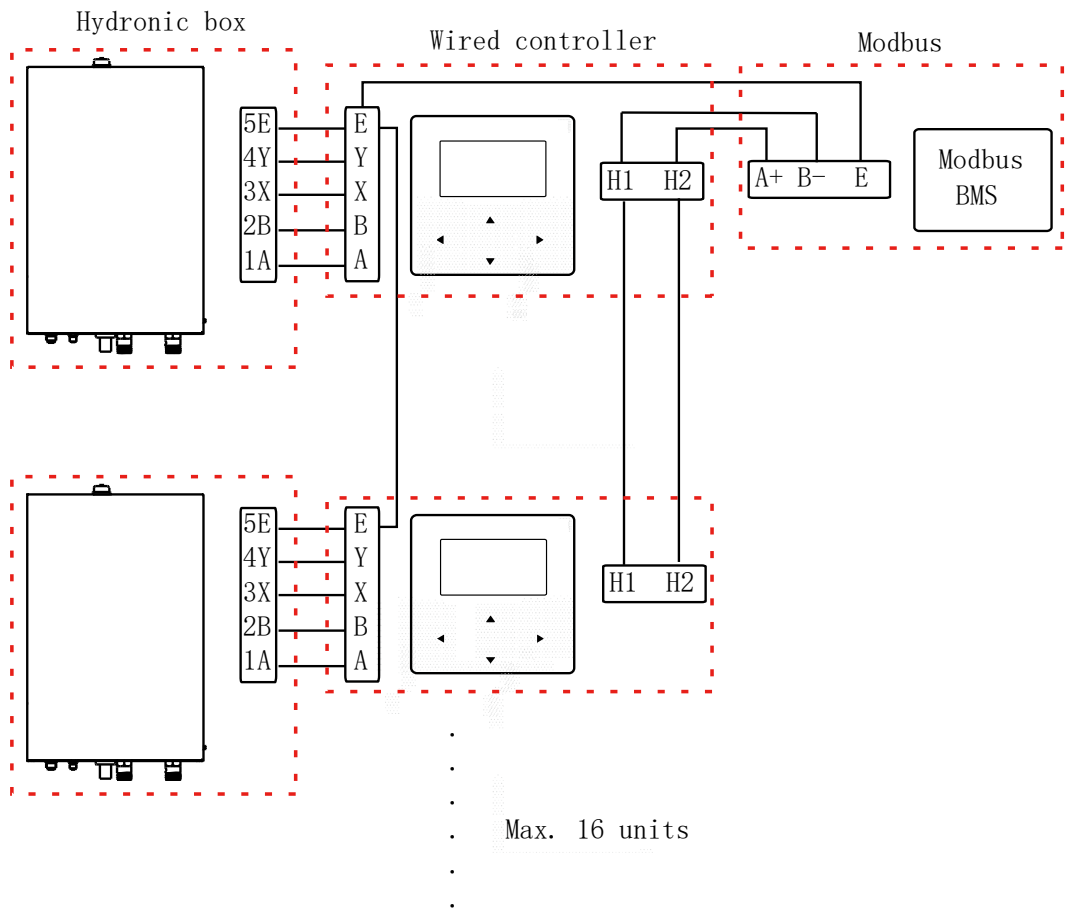 Hydronic box
Wired controller
Modbus
5E
4Y
3X
2B
1A
E
Y
X
B
A
H1 H2
A+ B- E
Modbus
BMS
5E
4Y
3X
2B
1A
E
Y
X
B
A
H1 H2
Max. 16 units